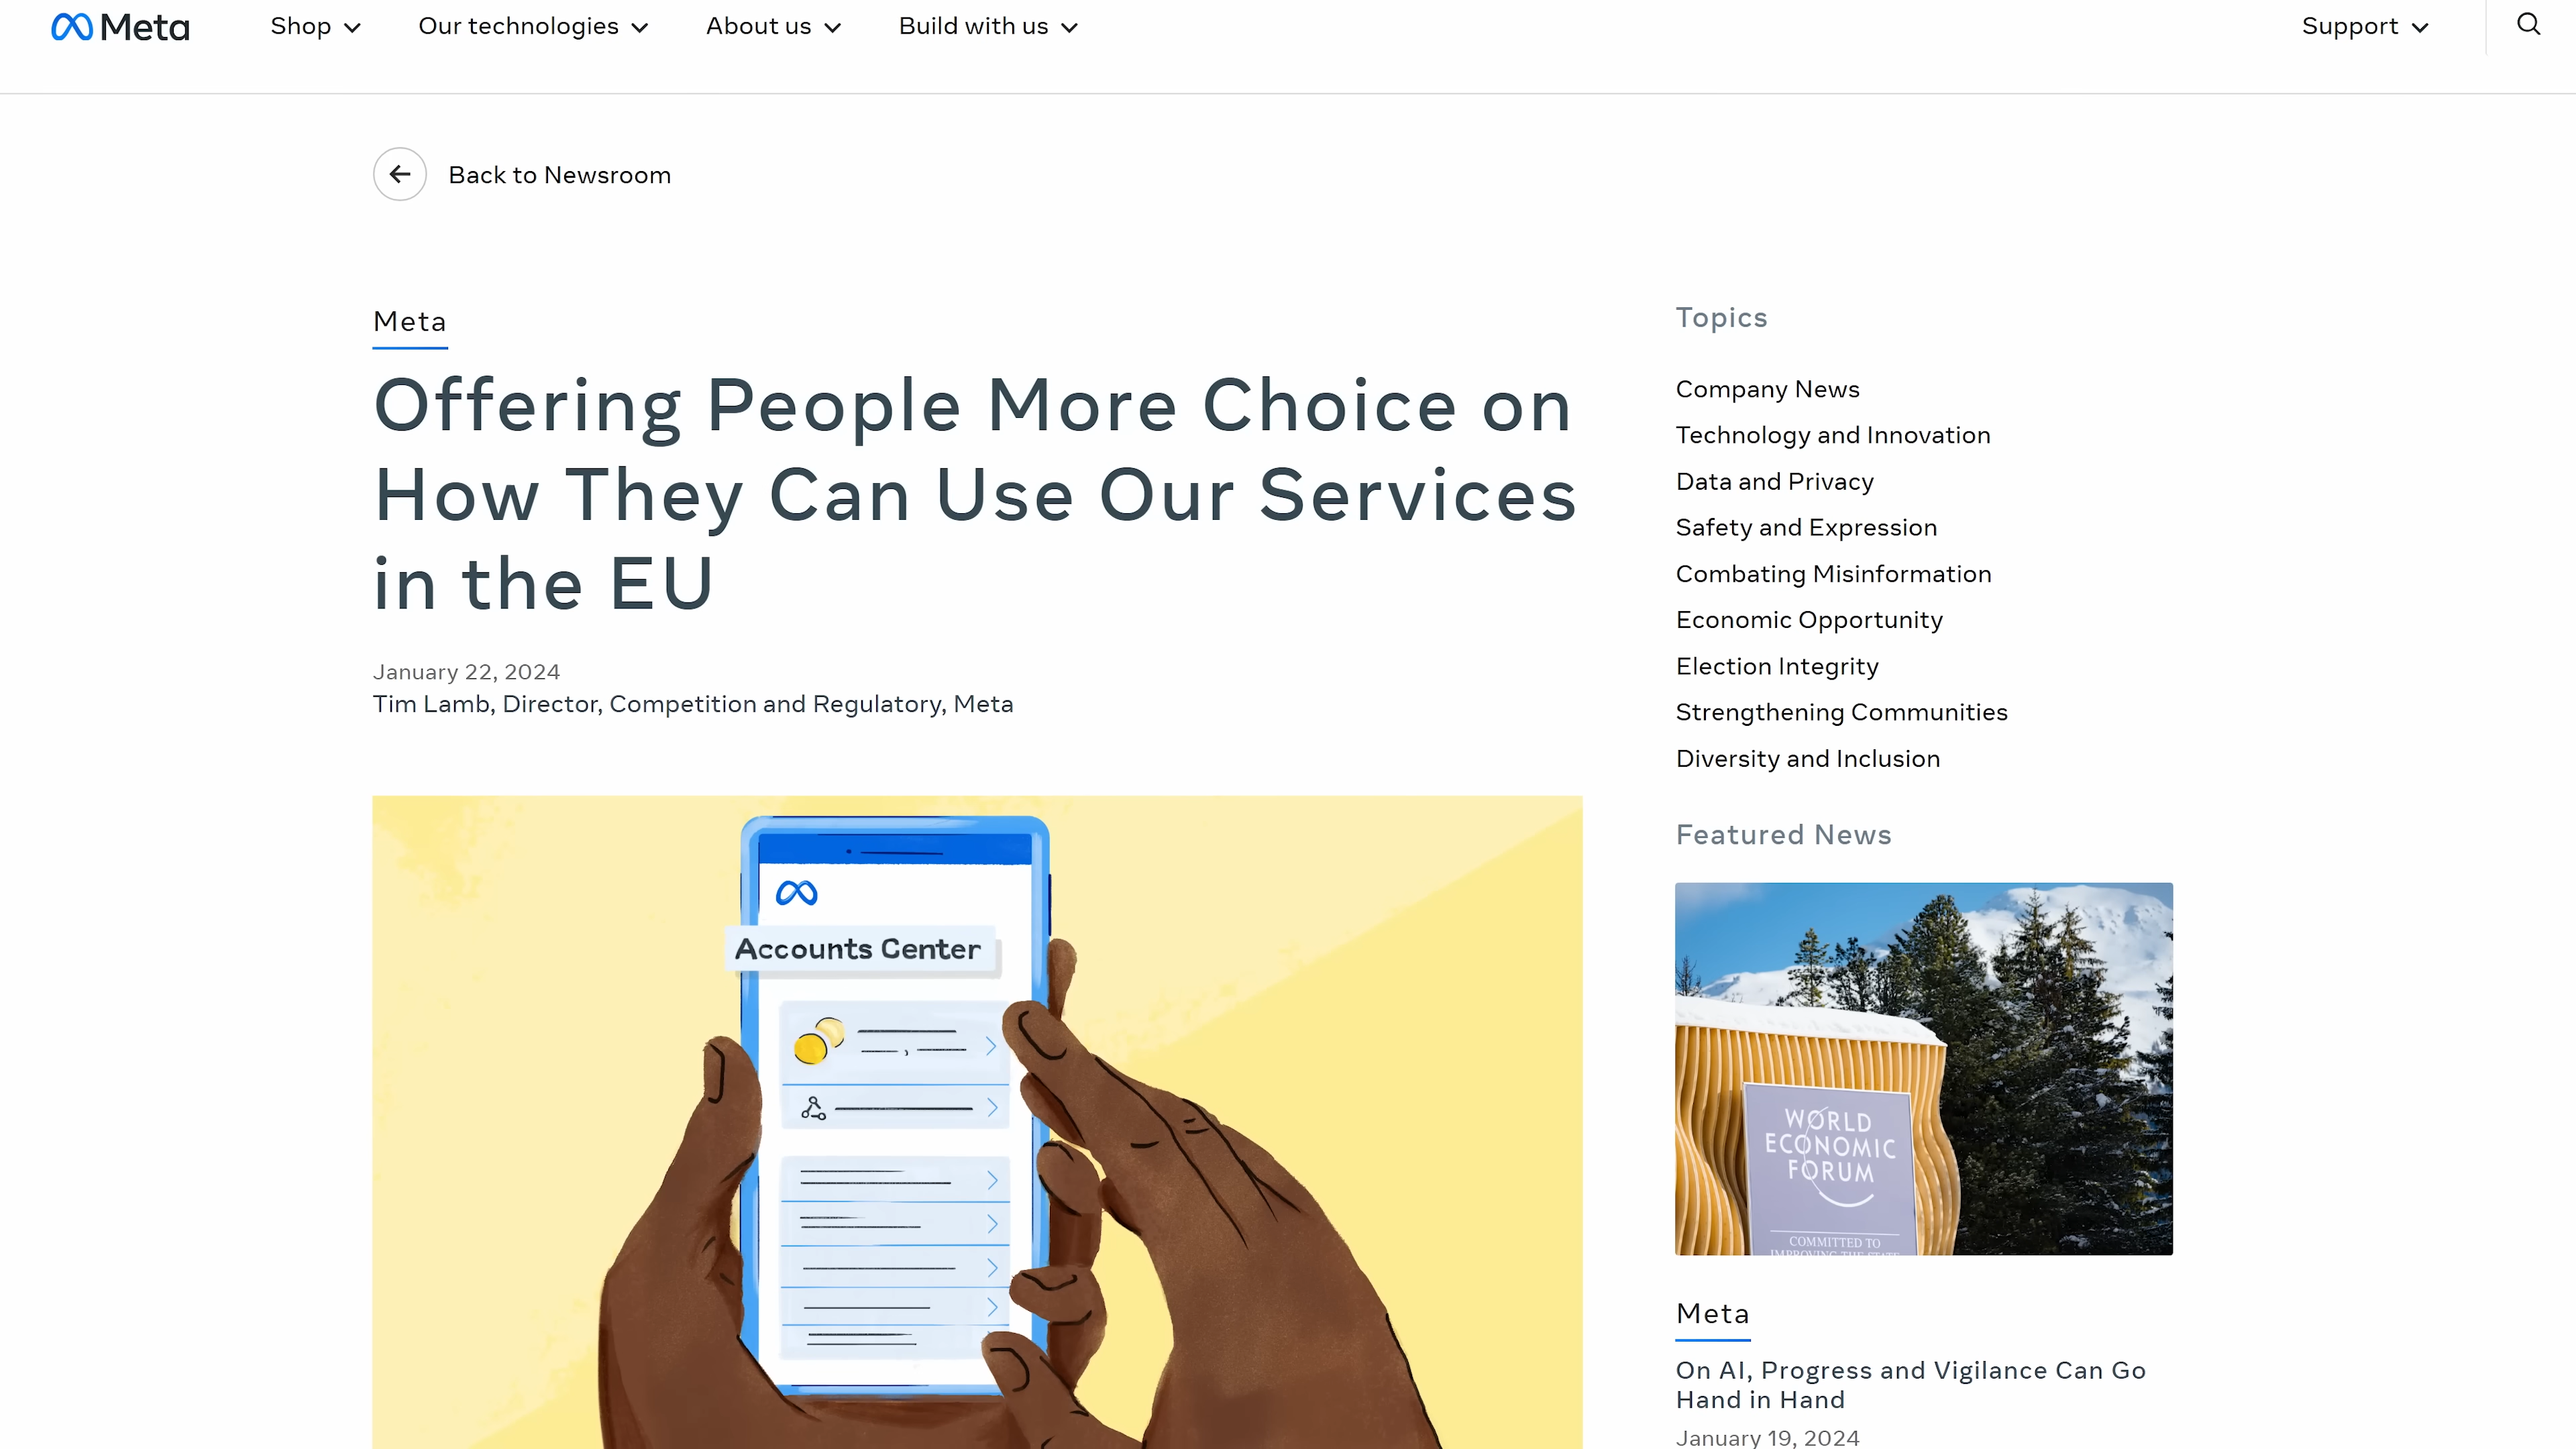 Meta
Shop
Our technologies
About us
Build with us
Support
Back to Newsroom
Meta
Offering People More Choice on
How They Can Use Our Services
in the EU
January 22, 2024
Tim Lamb, Director, Competition and Regulatory, Meta
Accounts Center
Topics
Company News
Technology and Innovation
Data and Privacy
Safety and Expression
Combating Misinformation
Economic Opportunity
Election Integrity
Strengthening Communities
Diversity and Inclusion
Featured News
WORLD
ECONOMIC
FORUM
COMMITTED TO
IMPROVING THE STATE
Meta
On AI, Progress and Vigilance Can Go
Hand in Hand
January 19, 2024